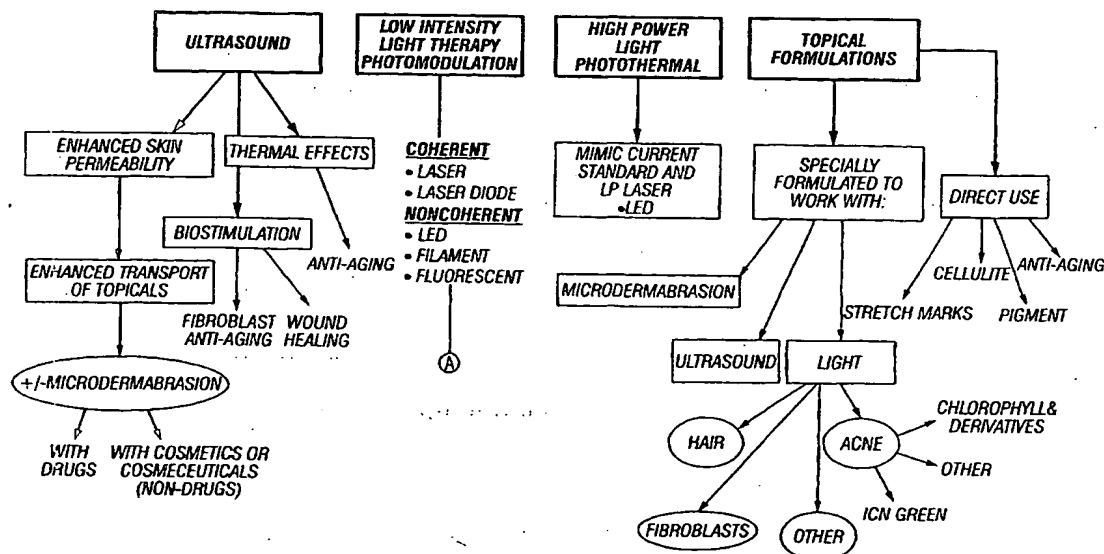 ULTRASOUND
ENHANCED SKIN
PERMEABILITY
THERMAL EFFECTS
BIOSTIMULATION
ANTI-AGING
ENHANCED TRANSPORT
OF TOPICALS
FIBROBLAST
ANTI-AGING
WOUND
HEALING
+/-MICRODERMABRASION
WITH
DRUGS
WITH COSMETICS OR
COSMECEUTICALS
(NON-DRUGS)
LOW INTENSITY
LIGHT THERAPY
PHOTOMODULATION
COHERENT
• LASER
• LASER DIODE
NONCOHERENT
• LED
• FILAMENT
• FLUORESCENT
A
HIGH POWER
LIGHT
PHOTOTHERMAL
MIMIC CURRENT
STANDARD AND
LP LASER
•LED
TOPICAL
FORMULATIONS
SPECIALLY
FORMULATED TO
WORK WITH:
DIRECT USE
MICRODERMABRASION
STRETCH MARKS
CELLULITE
PIGMENT
ANTI-AGING
ULTRASOUND
LIGHT
HAIR
FIBROBLASTS
OTHER
ACNE
CHLOROPHYLL&
DERIVATIVES
OTHER
ICN GREEN